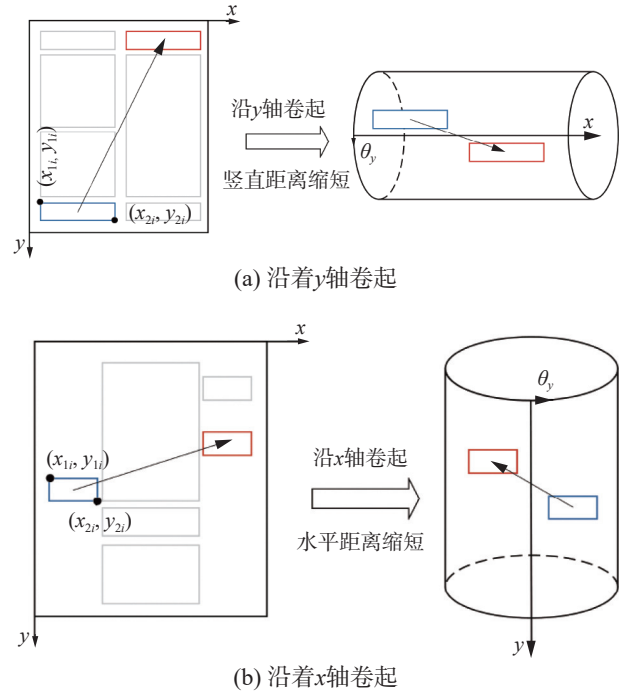 x
(x1i, y1i)
(x2i, y2i)
y
沿y轴卷起
竖直距离缩短
x
θy
(a) 沿着y轴卷起
x
(x1i, y1i)
(x2i, y2i)
y
沿x轴卷起
水平距离缩短
θy
y
(b) 沿着x轴卷起